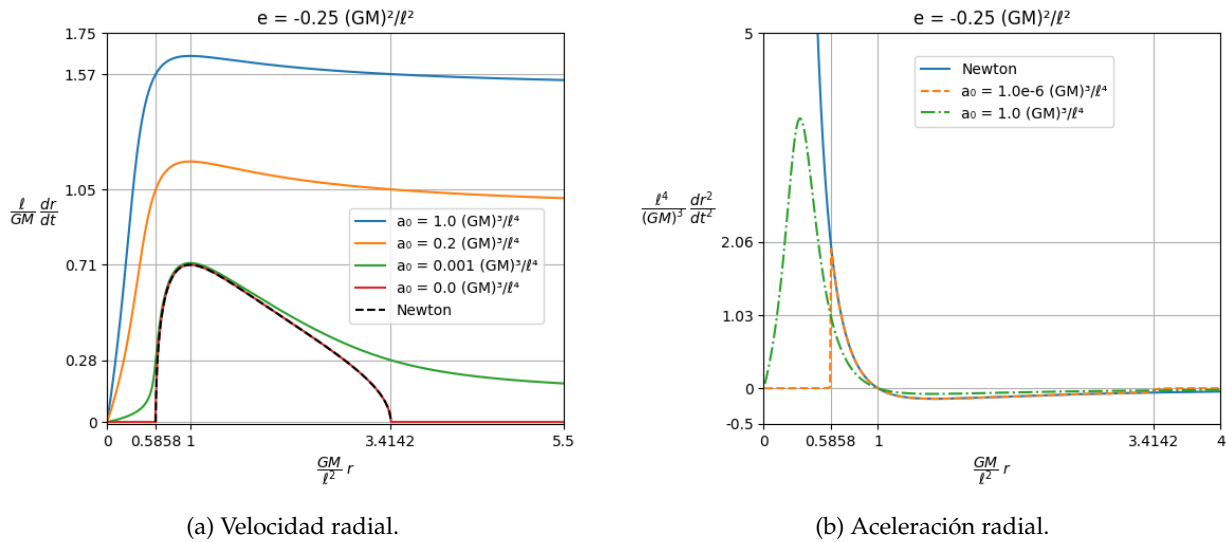 e = -0.25 (GM)²/ℓ²
1.75
1.57
1.05
0.71
0.28
0
ℓ/GM dr/dt
a₀ = 1.0 (GM)³/ℓ⁴
a₀ = 0.2 (GM)³/ℓ⁴
a₀ = 0.001 (GM)³/ℓ⁴
a₀ = 0.0 (GM)³/ℓ⁴
Newton
0 0.5858 1 3.4142 5.5
GM/ℓ² r
(a) Velocidad radial.
e = -0.25 (GM)²/ℓ²
5
2.06
1.03
0
-0.5
ℓ⁴/(GM)³ dr²/dt²
Newton
a₀ = 1.0e-6 (GM)³/ℓ⁴
a₀ = 1.0 (GM)³/ℓ⁴
0 0.5858 1 3.4142 4
GM/ℓ² r
(b) Aceleración radial.